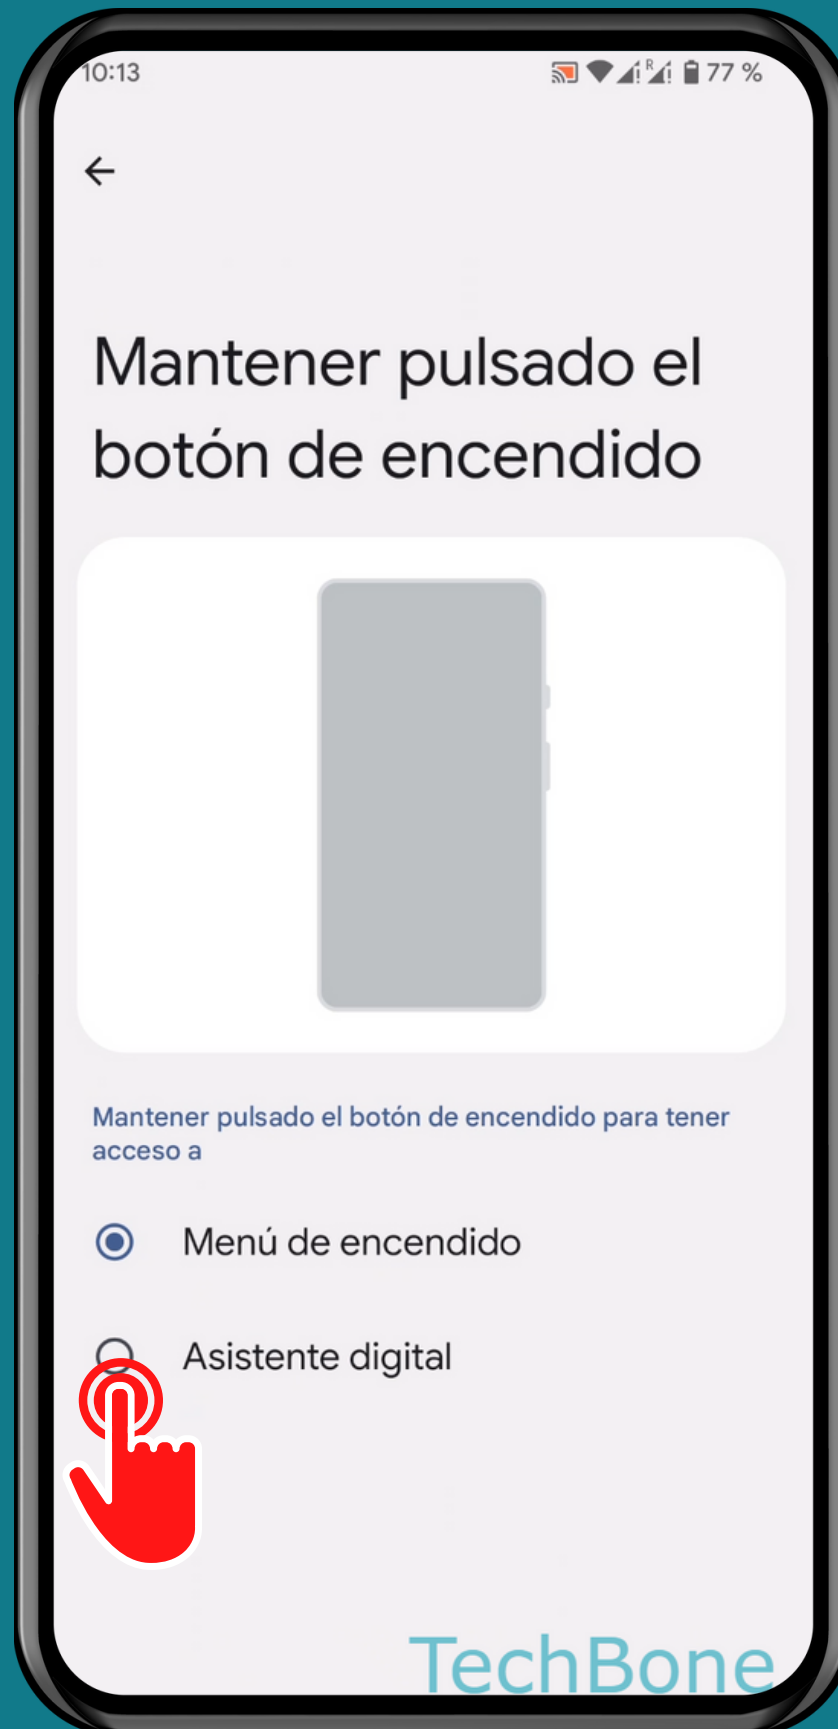 10:13
R
77 %
Mantener pulsado el
botón de encendido
Mantener pulsado el botón de encendido para tener
acceso a
Menú de encendido
Asistente digital
TechBone